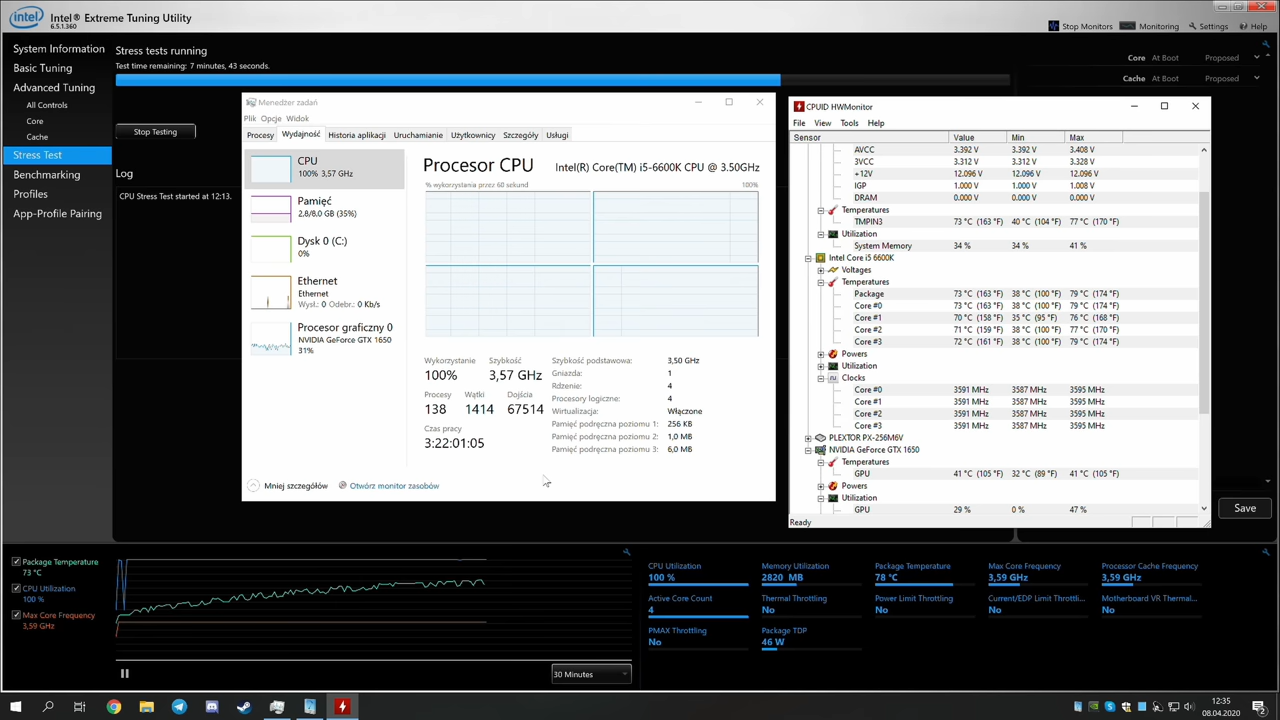 intel
Intel® Extreme Tuning Utility
6.5.1.360
Stop Monitors
Monitoring
Settings
Help
System Information
Basic Tuning
Advanced Tuning
All Controls
Core
Cache
Stress Test
Benchmarking
Profiles
App-Profile Pairing
Stress tests running
Test time remaining: 7 minutes, 43 seconds.
Stop Testing
Log
CPU Stress Test started at 12:13.
Core At Boot Proposed
Cache At Boot Proposed
Save
Menedżer zadań
Plik Opcje Widok
Procesy Wydajność Historia aplikacji Uruchamianie Użytkownicy Szczegóły Usługi
CPU
100% 3,57 GHz
Pamięć
2,8/8,0 GB (35%)
Dysk 0 (C:)
0%
Ethernet
Ethernet
Wysł.: 0 Odebr.: 0 Kb/s
Procesor graficzny 0
NVIDIA GeForce GTX 1650
31%
Procesor CPU
Intel(R) Core(TM) i5-6600K CPU @ 3.50GHz
% wykorzystania przez 60 sekund
100%
Wykorzystanie Szybkość
100% 3,57 GHz
Procesy Wątki Dojścia
138 1414 67514
Czas pracy
3:22:01:05
Szybkość podstawowa: 3,50 GHz
Gniazda: 1
Rdzenie: 4
Procesory logiczne: 4
Wirtualizacja: Włączone
Pamięć podręczna poziomu 1: 256 KB
Pamięć podręczna poziomu 2: 1,0 MB
Pamięć podręczna poziomu 3: 6,0 MB
Mniej szczegółów
Otwórz monitor zasobów
CPUID HWMonitor
File View Tools Help
Sensor Value Min Max
AVCC 3.392 V 3.392 V 3.408 V
3VCC 3.312 V 3.312 V 3.328 V
+12V 12.096 V 12.096 V 12.096 V
IGP 1.000 V 1.000 V 1.008 V
DRAM 0.000 V 0.000 V 0.000 V
Temperatures
TMPIN3 73 °C (163 °F) 40 °C (104 °F) 77 °C (170 °F)
Utilization
System Memory 34 % 34 % 41 %
Intel Core i5 6600K
Voltages
Temperatures
Package 73 °C (163 °F) 38 °C (100 °F) 79 °C (174 °F)
Core #0 73 °C (163 °F) 38 °C (100 °F) 79 °C (174 °F)
Core #1 70 °C (158 °F) 35 °C (95 °F) 76 °C (168 °F)
Core #2 71 °C (159 °F) 38 °C (100 °F) 77 °C (170 °F)
Core #3 72 °C (161 °F) 38 °C (100 °F) 79 °C (174 °F)
Powers
Utilization
Clocks
Core #0 3591 MHz 3587 MHz 3595 MHz
Core #1 3591 MHz 3587 MHz 3595 MHz
Core #2 3591 MHz 3587 MHz 3595 MHz
Core #3 3591 MHz 3587 MHz 3595 MHz
PLEXTOR PX-256M6V
NVIDIA GeForce GTX 1650
Temperatures
GPU 41 °C (105 °F) 32 °C (89 °F) 41 °C (105 °F)
Powers
Utilization
GPU 29 % 0 % 47 %
Ready
Package Temperature
73 °C
CPU Utilization
100 %
Max Core Frequency
3,59 GHz
30 Minutes
CPU Utilization Memory Utilization Package Temperature Max Core Frequency Processor Cache Frequency
100 % 2820 MB 78 °C 3,59 GHz 3,59 GHz
Active Core Count Thermal Throttling Power Limit Throttling Current/EDP Limit Throttli... Motherboard VR Thermal...
4 No No No No
PMAX Throttling Package TDP
No 46 W
12:35
08.04.2020
2